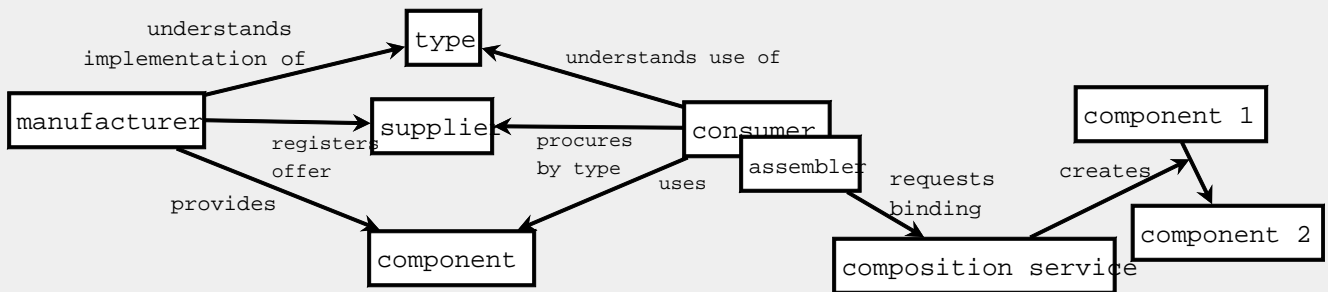 understands
implementation of
type
understands use of
manufacturer
registers
offer
supplier
procures
by type
consumer
assembler
component 1
provides
uses
requests
binding
creates
component 2
component
composition service